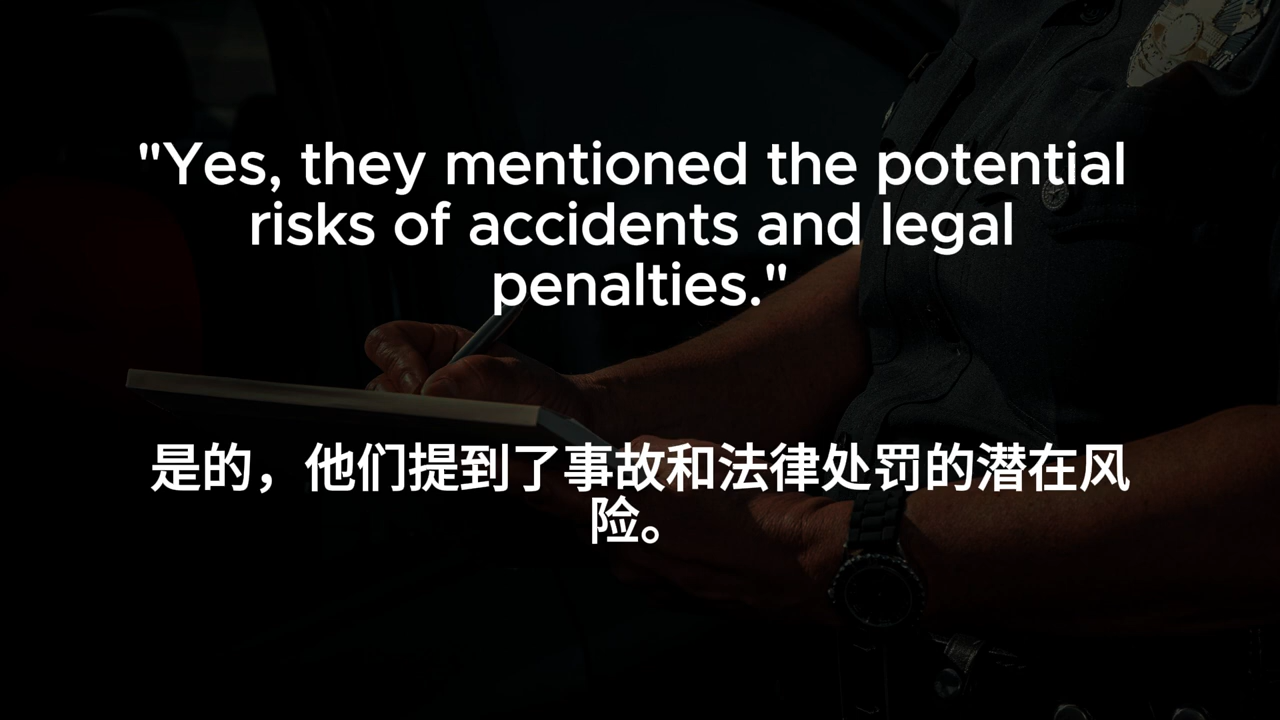 "Yes, they mentioned the potential
risks of accidents and legal
penalties."
是的，他们提到了事故和法律处罚的潜在风
险。